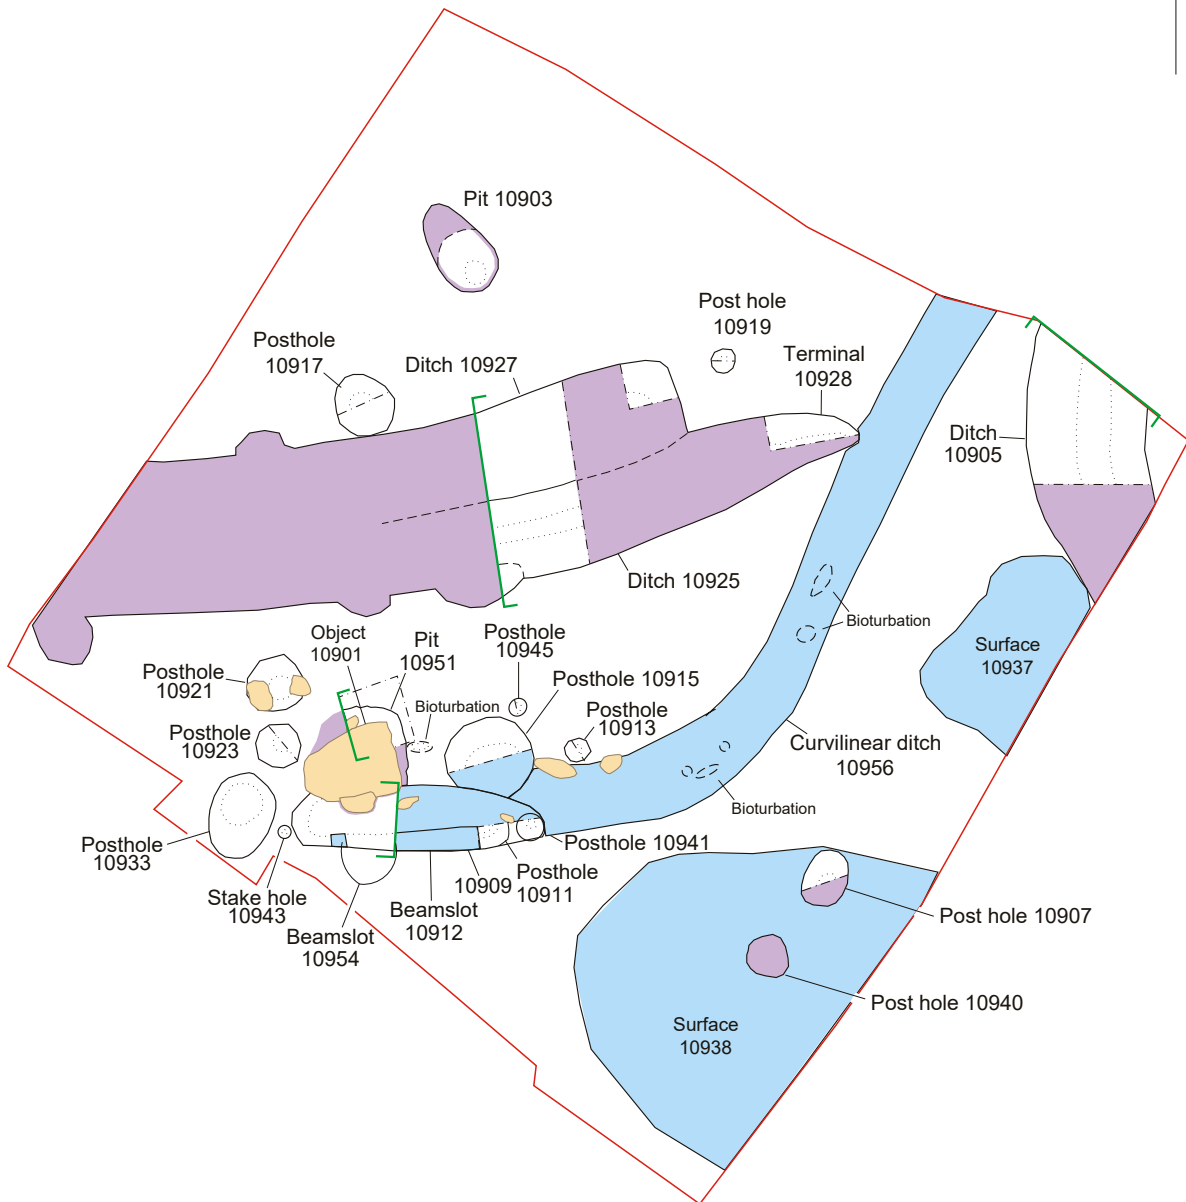 Pit 10903
Post hole
10919
Posthole
10917
Ditch 10927
Terminal
10928
Ditch
10905
Ditch 10925
Bioturbation
Surface
10937
Object
10901
Pit
10951
Posthole
10945
Posthole
10921
Posthole 10915
Bioturbation
Posthole
10913
Posthole
10923
Curvilinear ditch
10956
Bioturbation
Posthole
10933
Posthole 10941
Stake hole
10943
10909
Posthole
10911
Beamslot
10912
Beamslot
10954
Post hole 10907
Post hole 10940
Surface
10938